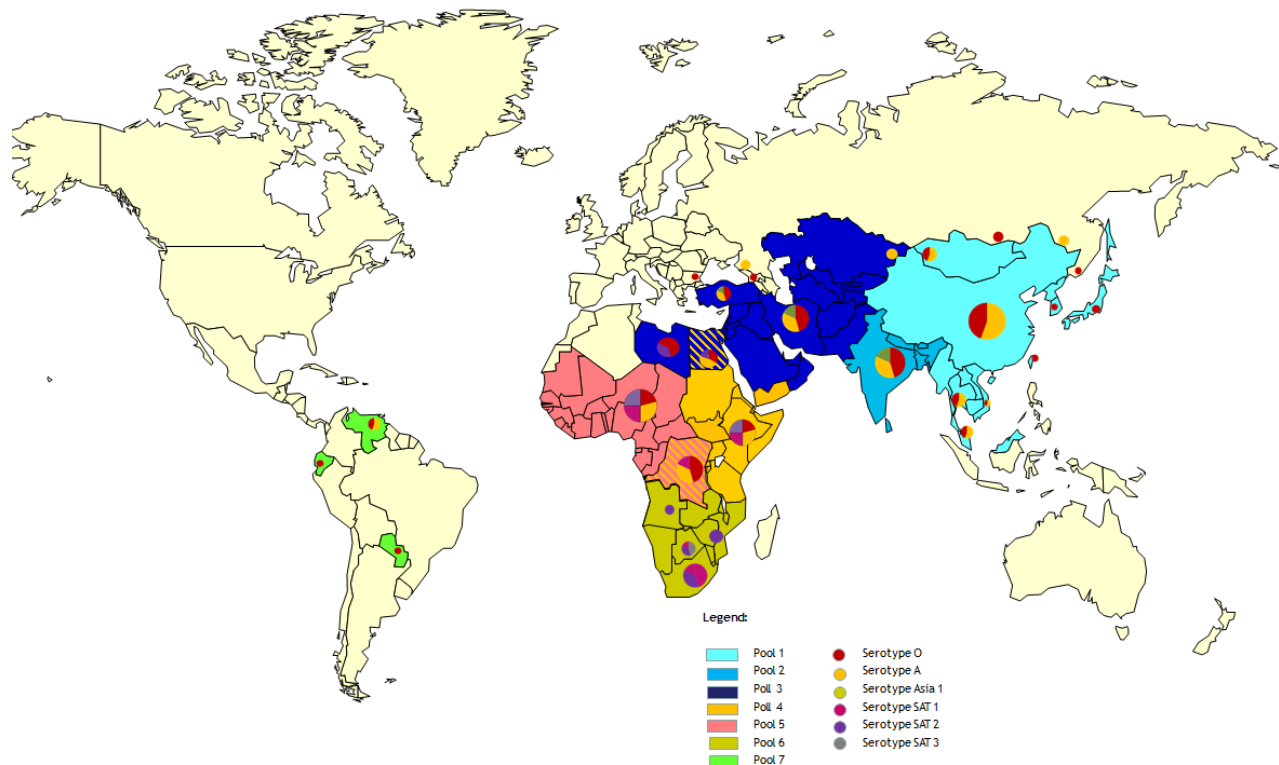 Legend:
Pool 1
Pool 2
Poll 3
Poll 4
Pool 5
Pool 6
Pool 7
Serotype O
Serotype A
Serotype Asia 1
Serotype SAT 1
Serotype SAT 2
Serotype SAT 3